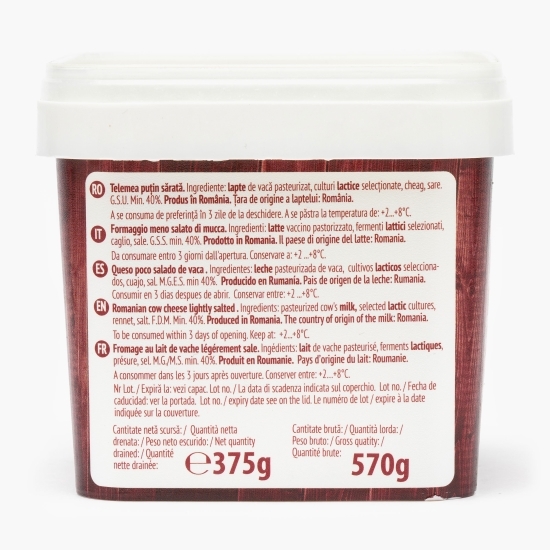 RO Telemea puțin sărată. Ingrediente: lapte de vacă pasteurizat, culturi lactice selecționate, cheag, sare.
G.S.U. Min. 40%. Produs în România. Țara de origine a laptelui: România.
A se consuma de preferință în 3 zile de la deschidere. A se păstra la temperatura de: +2...+8°C.
IT Formaggio meno salato di mucca. Ingredienti: latte vaccino pastorizzato, fermenti lattici selezionati,
caglio, sale. G.S.S. min. 40%. Prodotto in Romania. Il paese di origine del latte: Romania.
Da consumare entro 3 giorni dall'apertura. Conservare a: +2 ...+8°C.
ES Queso poco salado de vaca . Ingredientes: leche pasteurizada de vaca, cultivos lacticos selecciona-
dos, cuajo, sal. M.G.E.S. min 40%. Producido en Rumanía. Pais de origen de la leche: Rumania.
Consumir en 3 dias despues de abrir. Conservar entre: +2 ...+8°C.
EN Romanian cow cheese lightly salted . Ingredients: pasteurized cow's milk, selected lactic cultures,
rennet, salt. F.D.M. Min. 40%. Produced in Romania. The country of origin of the milk: Romania.
To be consumed within 3 days of opening. Keep at: +2...+8°C.
FR Fromage au lait de vache légérement sale. Ingédients: lait de vache pasteurisé, ferments lactiques,
présure, sel. M.G./M.S. min. 40%. Produit en Roumanie. Pays d'origine du lait: Roumanie.
A consommer dans les 3 jours après ouverture. Conserver entre: +2...+8°C.
Nr Lot. / Expiră la: vezi capac. Lot no. / La data di scadenza indicata sul coperchio. Lot no. / Fecha de
caducidad: ver la portada. Lot no. / expiry date see on the lid. Le numéro de lot / expire à la date
indiquée sur la couverture.
Cantitate netă scursă: / Quantità netta
drenata: / Peso neto escurido: / Net quantity
drained: / Quantité
nette drainée: ℮375g
Cantitate brută: / Quantità lorda: /
Peso bruto: / Gross quality: /
Quantité brute: 570g